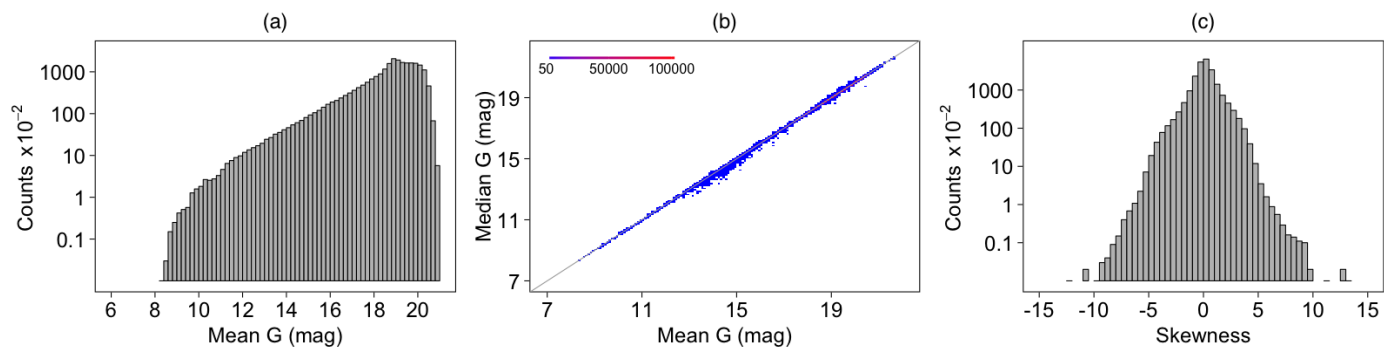 (a)
Counts x10⁻²
1000
100
10
1
0.1
6 8 10 12 14 16 18 20
Mean G (mag)
(b)
50 50000 100000
Median G (mag)
19
15
11
7
7 11 15 19
Mean G (mag)
(c)
Counts x10⁻²
1000
100
10
1
0.1
-15 -10 -5 0 5 10 15
Skewness